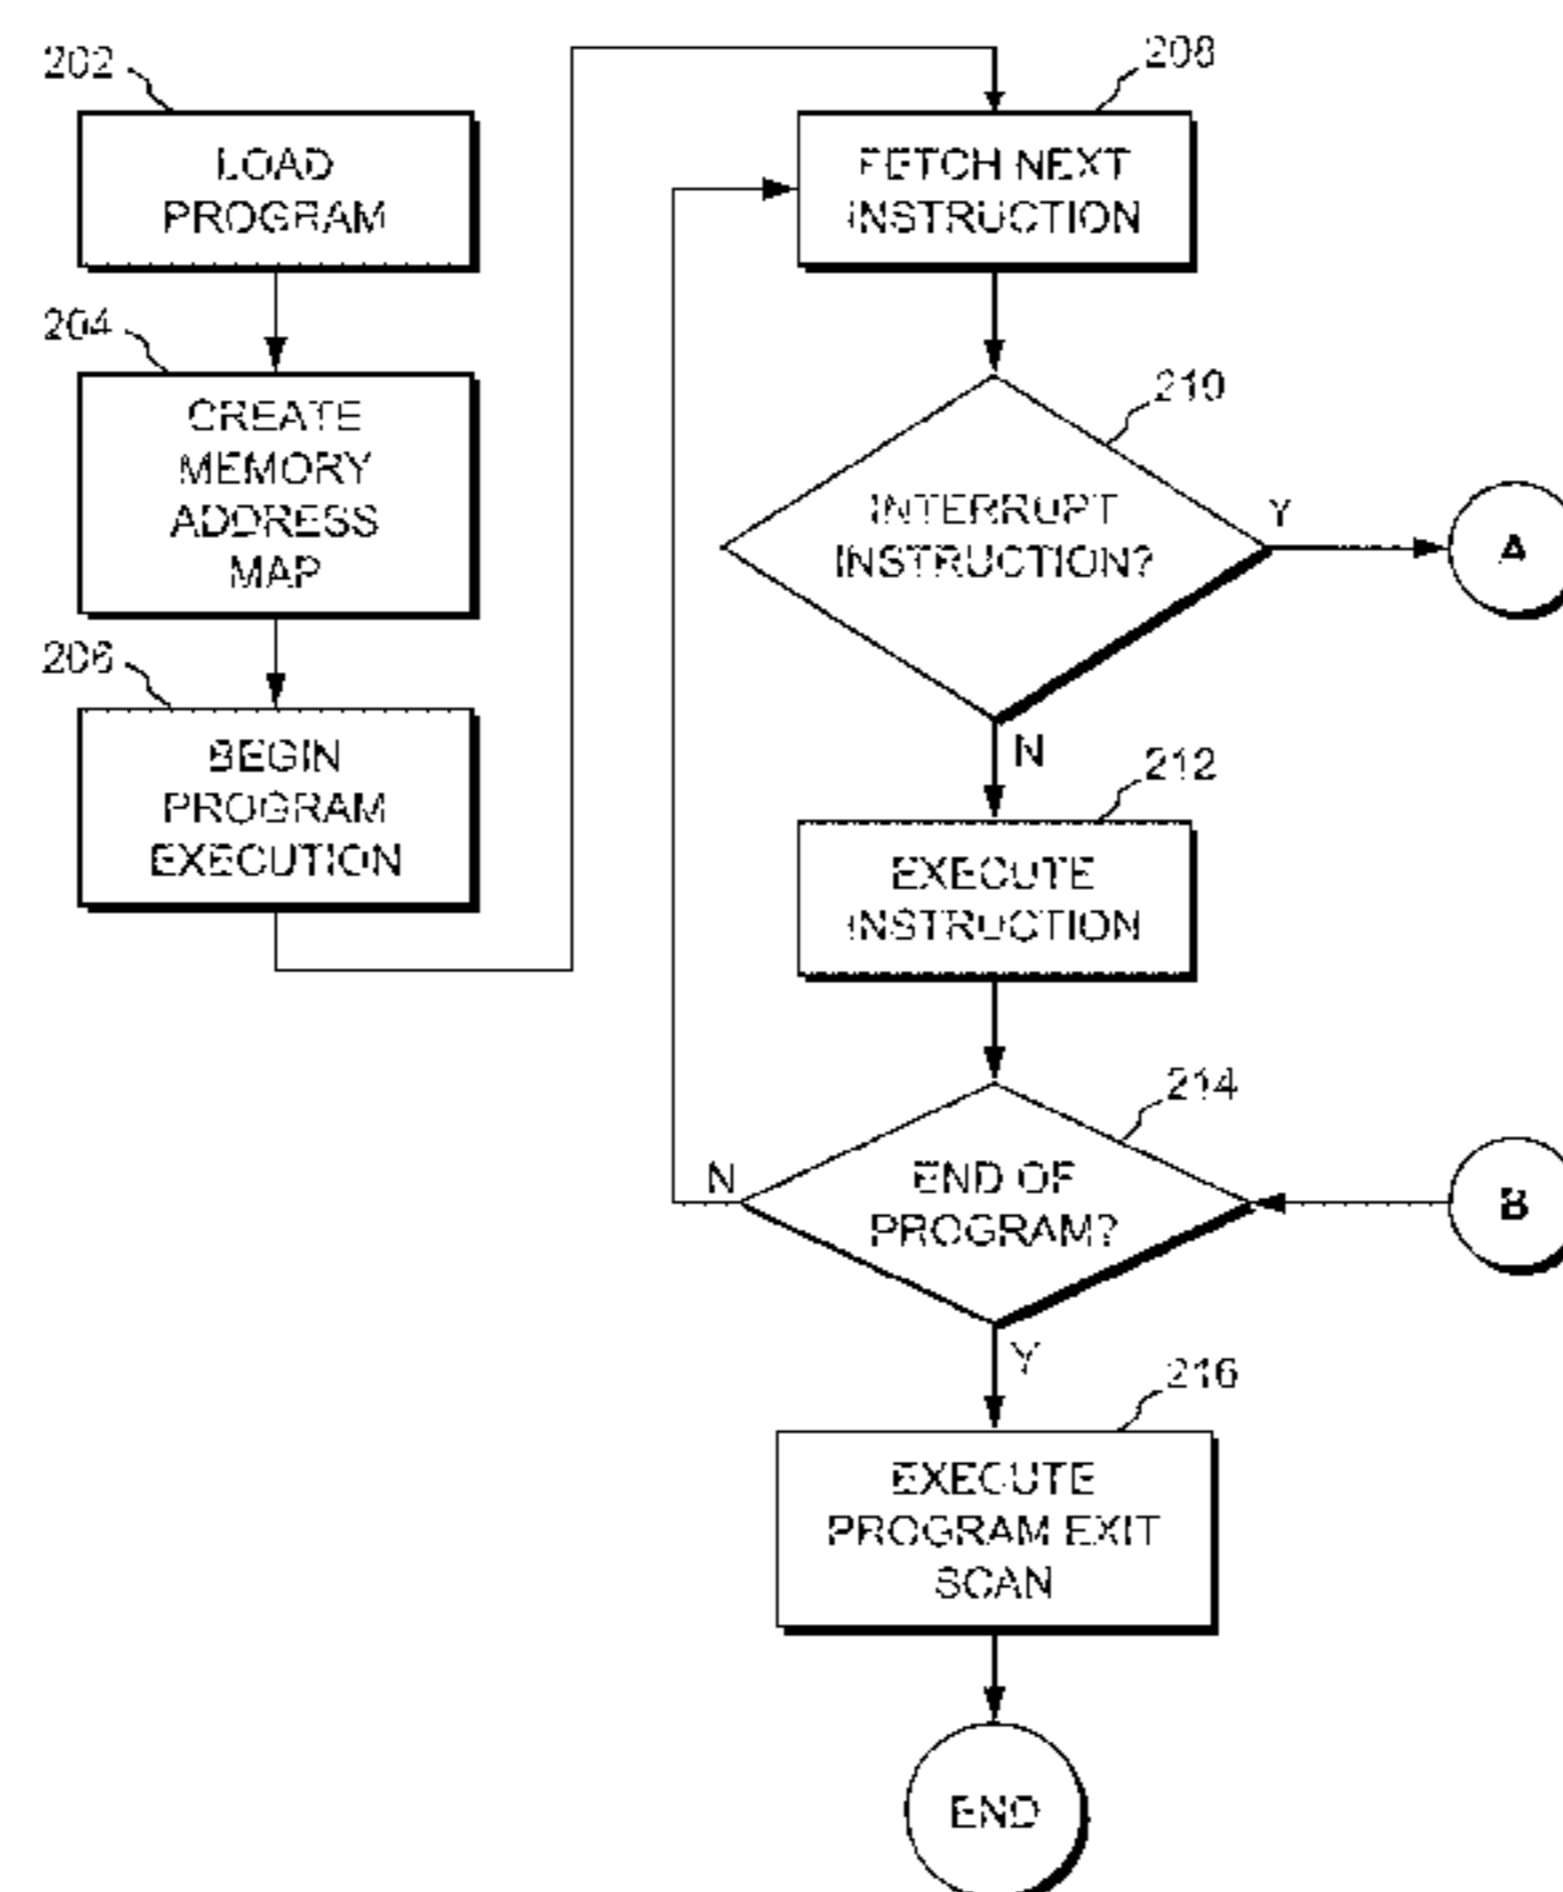 202
LOAD
PROGRAM
204
CREATE
MEMORY
ADDRESS
MAP
206
BEGIN
PROGRAM
EXECUTION
208
FETCH NEXT
INSTRUCTION
210
INTERRUPT
INSTRUCTION?
Y
A
N
212
EXECUTE
INSTRUCTION
214
END OF
PROGRAM?
N
B
Y
216
EXECUTE
PROGRAM EXIT
SCAN
END